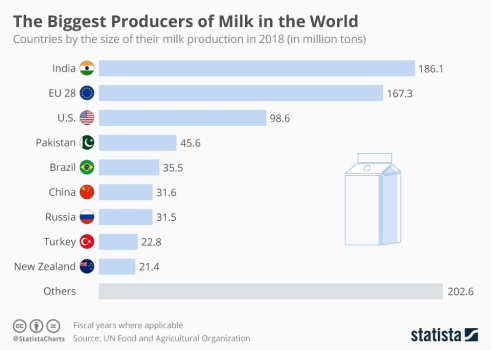 The Biggest Producers of Milk in the World
Countries by the size of their milk production in 2018 (in million tons)
India 186.1
EU 28 167.3
U.S. 98.6
Pakistan 45.6
Brazil 35.5
China 31.6
Russia 31.5
Turkey 22.8
New Zealand 21.4
Others 202.6
cc
@StatistaCharts
Fiscal years where applicable
Source: UN Food and Agricultural Organization
statista